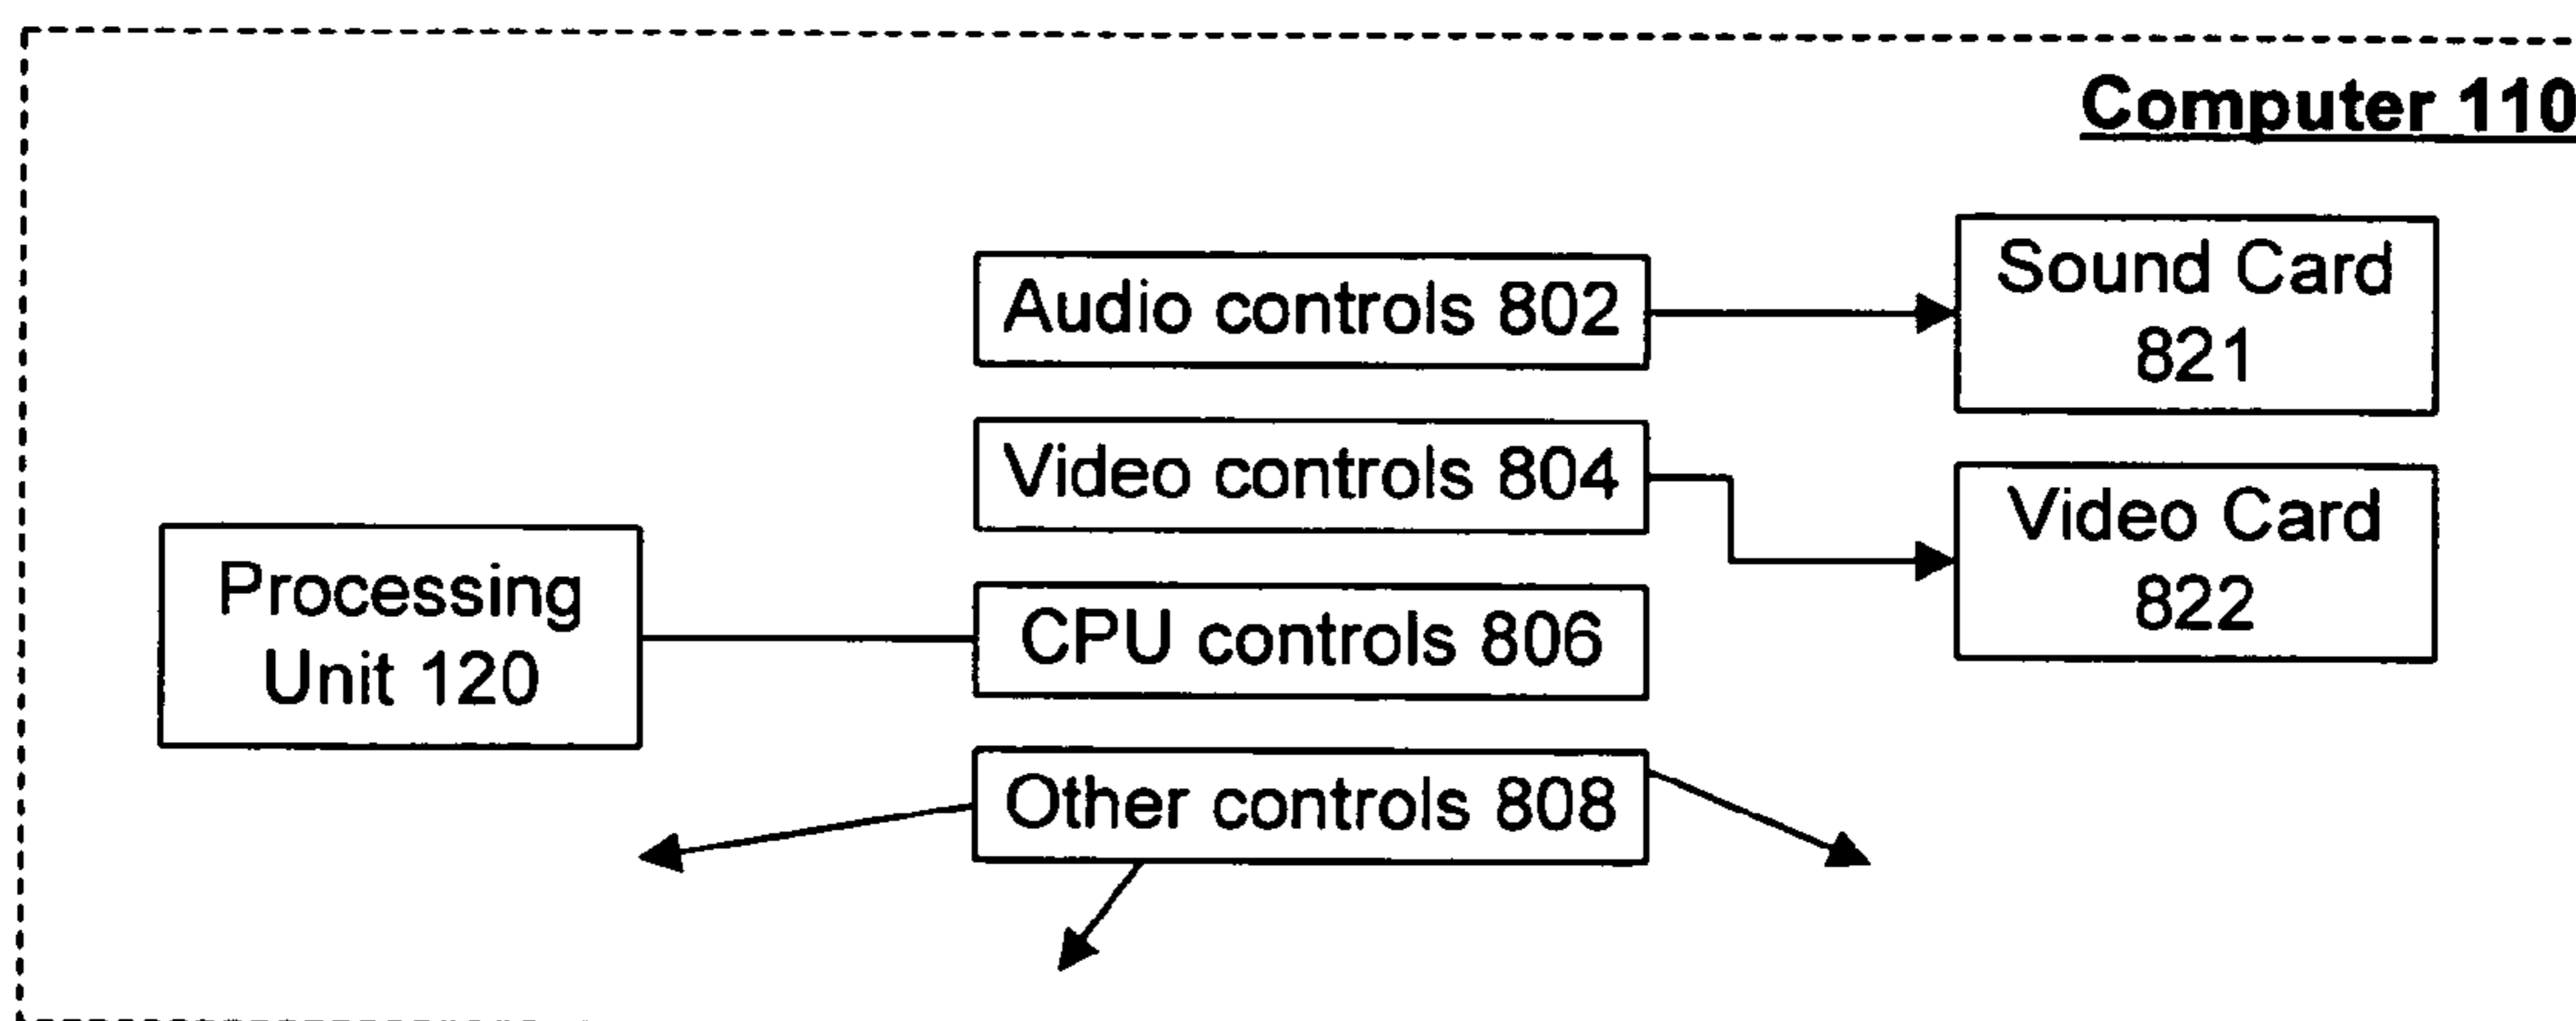 Computer 110
Audio controls 802
Sound Card
821
Video controls 804
Video Card
822
Processing
Unit 120
CPU controls 806
Other controls 808